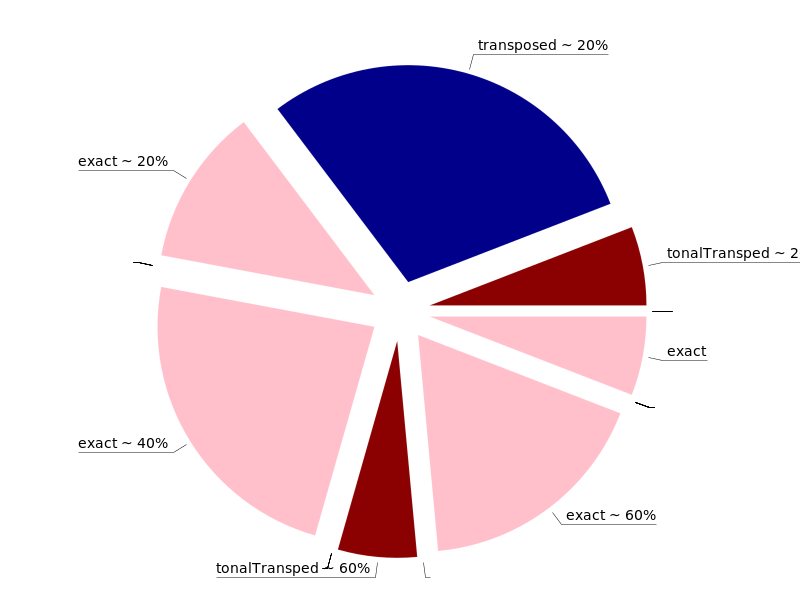 transposed ~ 20%
exact ~ 20%
tonalTransped ~ 2
exact
exact ~ 40%
exact ~ 60%
tonalTransped ~ 60%